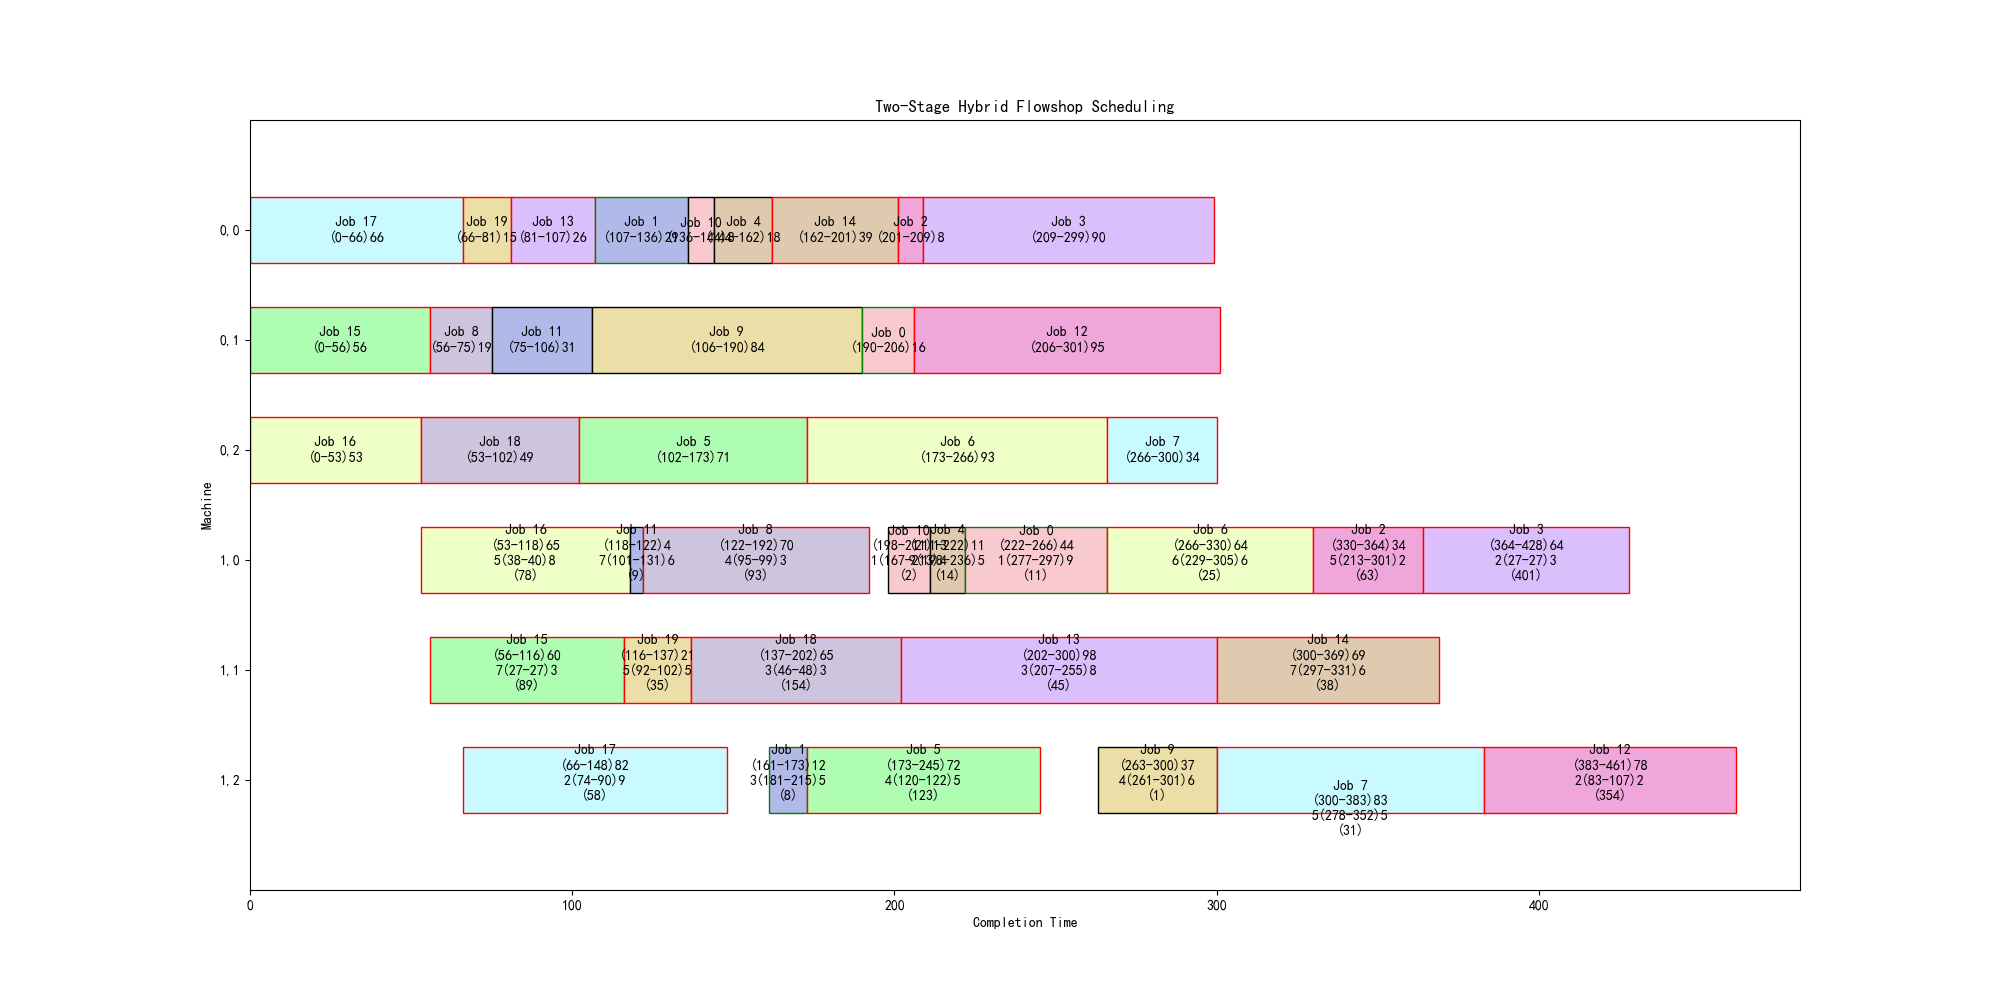 Two-Stage Hybrid Flowshop Scheduling
Machine
0,0
Job 17
(0-66)66
Job 19
(66-81)15
Job 13
(81-107)26
Job 1
(107-136)29
Job 10
(136-144)8
Job 4
(144-162)18
Job 14
(162-201)39
Job 2
(201-209)8
Job 3
(209-299)90
0,1
Job 15
(0-56)56
Job 8
(56-75)19
Job 11
(75-106)31
Job 9
(106-190)84
Job 0
(190-206)16
Job 12
(206-301)95
0,2
Job 16
(0-53)53
Job 18
(53-102)49
Job 5
(102-173)71
Job 6
(173-266)93
Job 7
(266-300)34
1,0
Job 16
(53-118)65
5(38-40)8
(78)
Job 11
(118-122)4
7(101-131)6
(9)
Job 8
(122-192)70
4(95-99)3
(93)
Job 10
(198-211)13
(2)
Job 4
(211-222)11
(14)
Job 0
(222-266)44
1(277-297)9
(11)
Job 6
(266-330)64
6(229-305)6
(25)
Job 2
(330-364)34
5(213-301)2
(63)
Job 3
(364-428)64
2(27-27)3
(401)
1,1
Job 15
(56-116)60
7(27-27)3
(89)
Job 19
(116-137)21
5(92-102)5
(35)
Job 18
(137-202)65
3(46-48)3
(154)
Job 13
(202-300)98
3(207-255)8
(45)
Job 14
(300-369)69
7(297-331)6
(38)
1,2
Job 17
(66-148)82
2(74-90)9
(58)
Job 1
(161-173)12
3(181-215)5
(8)
Job 5
(173-245)72
4(120-122)5
(123)
Job 9
(263-300)37
4(261-301)6
(1)
Job 7
(300-383)83
5(278-352)5
(31)
Job 12
(383-461)78
2(83-107)2
(354)
0
100
200
300
400
Completion Time